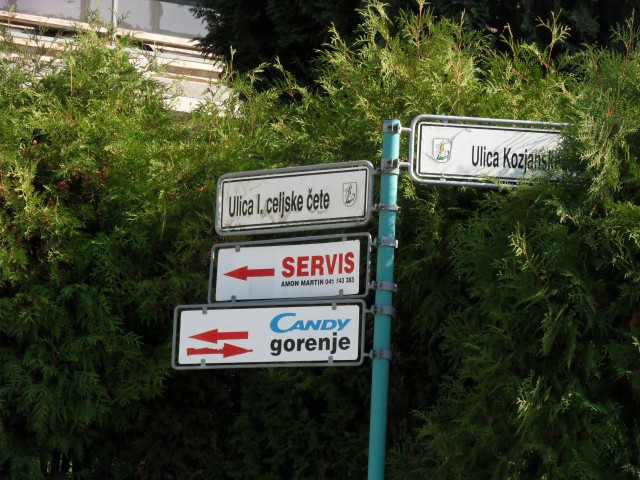 Ulica Kozjansk
Ulica I. celjske čete
SERVIS
AMON MARTIN 041 743 383
CANDY
gorenje